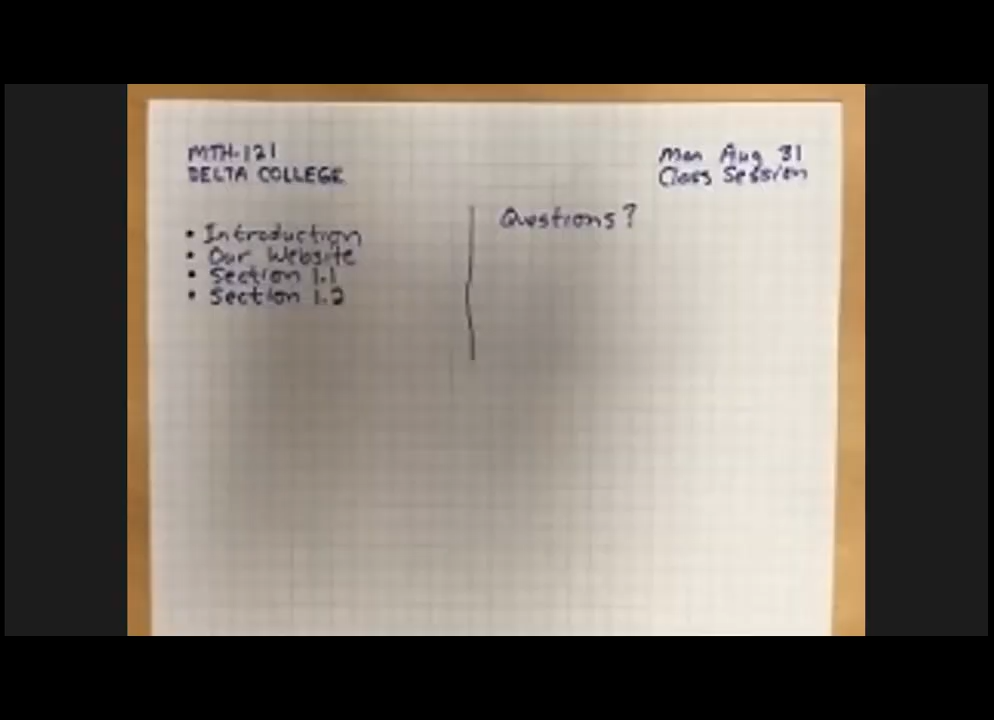 MTH-121
DELTA COLLEGE
Mon Aug 31
Class Session
• Introduction
• Our Website
• Section 1.1
• Section 1.2
Questions?